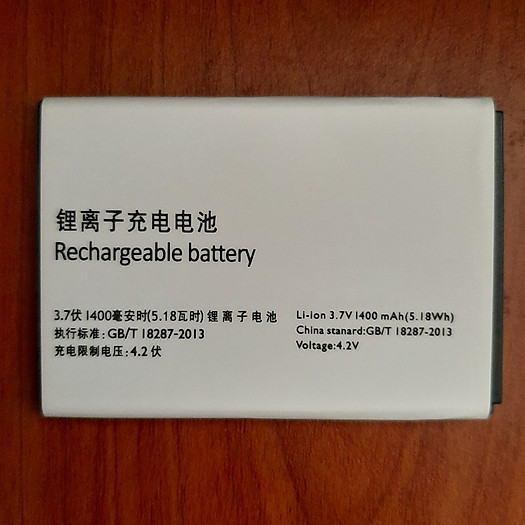 锂离子充电电池
Rechargeable battery
3.7伏 1400毫安时(5.18瓦时) 锂离子电池
执行标准: GB/T 18287-2013
充电限制电压: 4.2伏
Li-ion 3.7V 1400 mAh(5.18Wh)
China stanard:GB/T 18287-2013
Voltage:4.2V